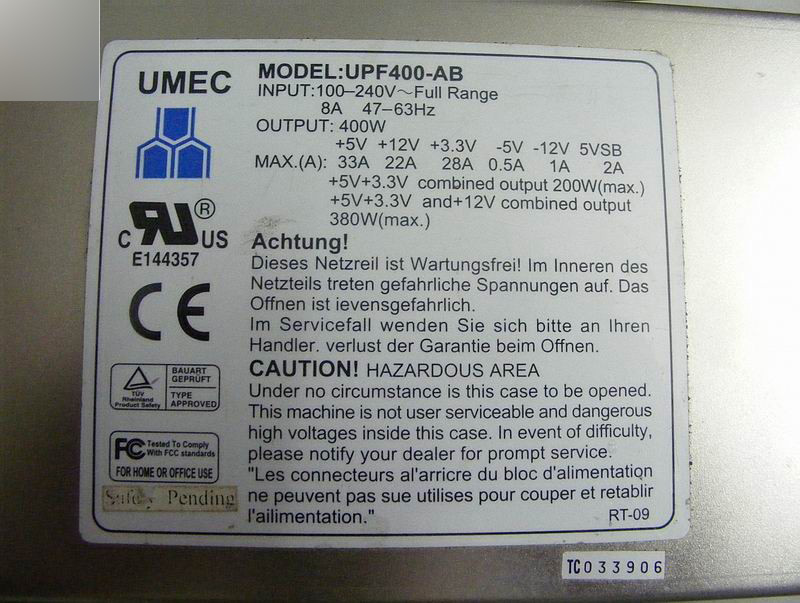 UMEC
MODEL:UPF400-AB
INPUT:100–240V～Full Range
8A 47–63Hz
OUTPUT: 400W
+5V +12V +3.3V -5V -12V 5VSB
MAX.(A): 33A 22A 28A 0.5A 1A 2A
+5V+3.3V combined output 200W(max.)
+5V+3.3V and+12V combined output
380W(max.)
C RU ® US
E144357
CE
Achtung!
Dieses Netzreil ist Wartungsfrei! Im Inneren des
Netzteils treten gefahrliche Spannungen auf. Das
Offnen ist ievensgefahrlich.
Im Servicefall wenden Sie sich bitte an Ihren
Handler. verlust der Garantie beim Offnen.
CAUTION! HAZARDOUS AREA
Under no circumstance is this case to be opened.
This machine is not user serviceable and dangerous
high voltages inside this case. In event of difficulty,
please notify your dealer for prompt service.
"Les connecteurs al'arricre du bloc d'alimentation
ne peuvent pas sue utilises pour couper et retablir
l'ailimentation."
RT-09
TÜV
Rheinland
Product Safety
BAUART
GEPRÜFT
TYPE
APPROVED
FC Tested To Comply
With FCC standards
FOR HOME OR OFFICE USE
Safety Pending
TC033906